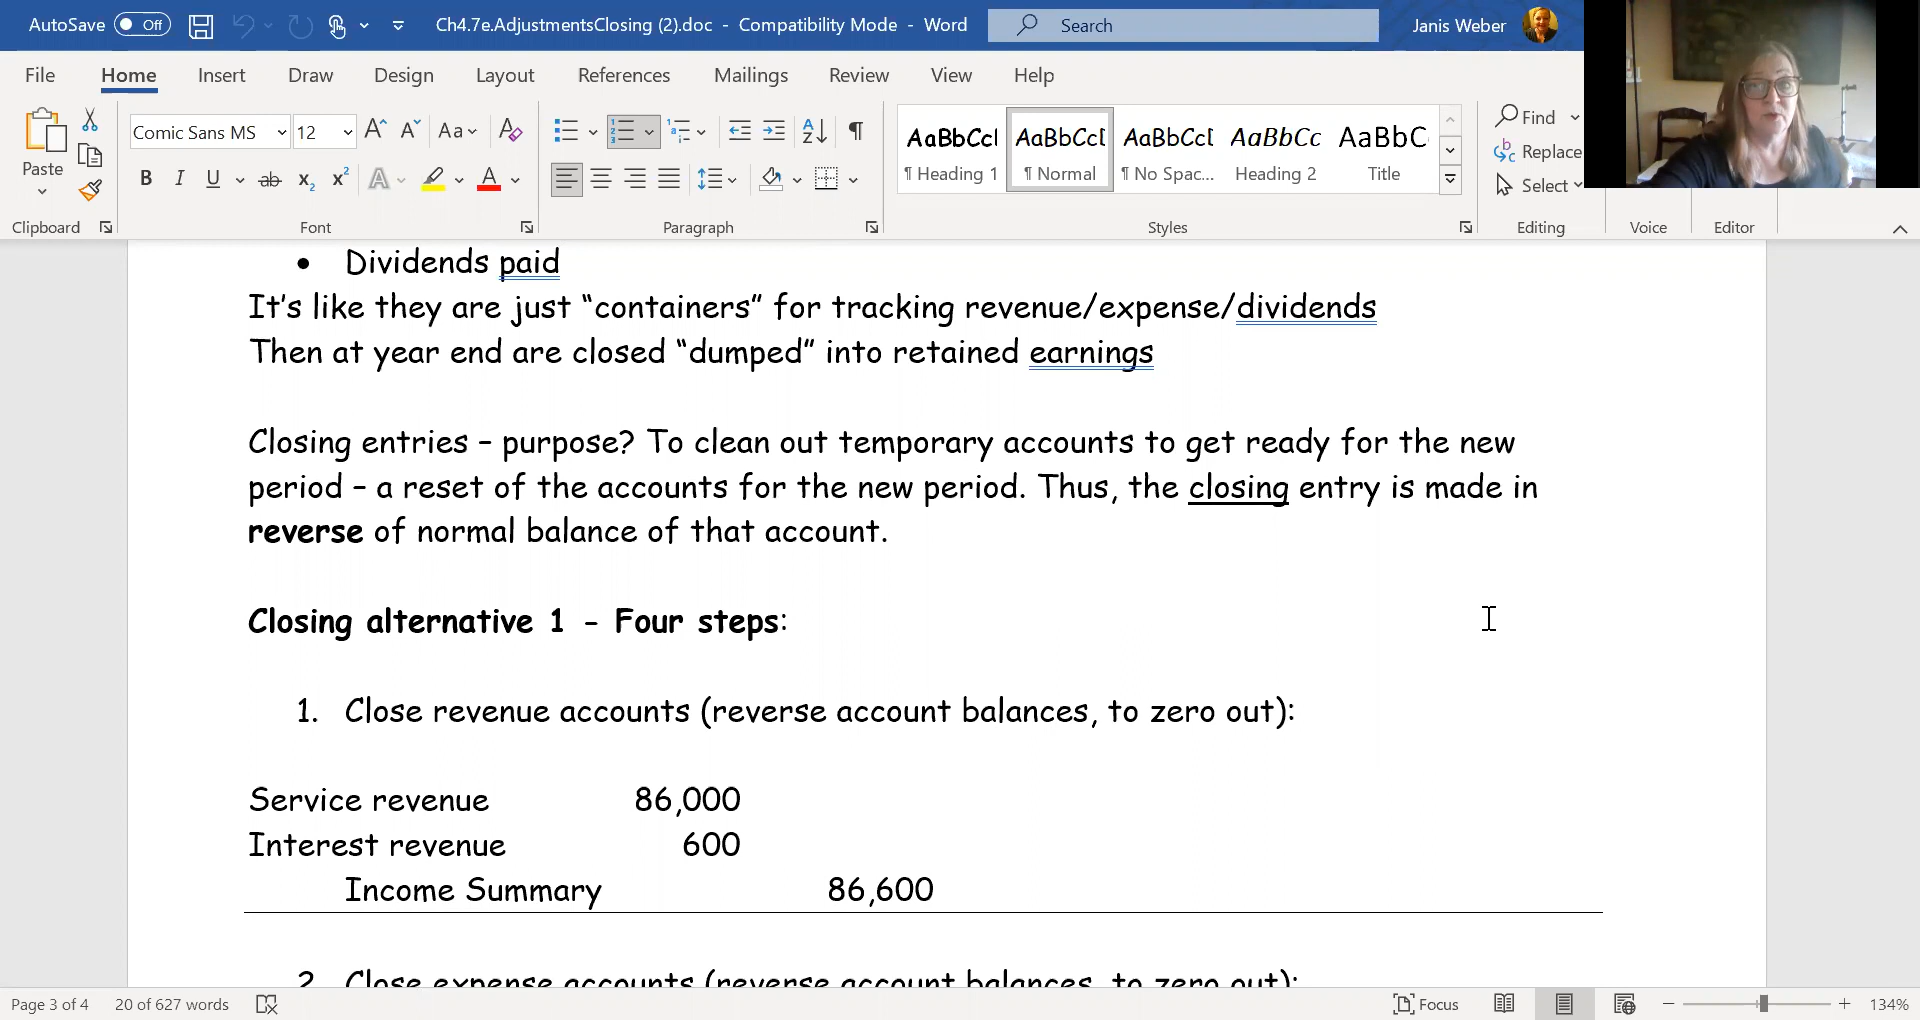 AutoSave Off Ch4.7e.AdjustmentsClosing (2).doc - Compatibility Mode - Word Search Janis Weber
File Home Insert Draw Design Layout References Mailings Review View Help
Comic Sans MS 12 Aa AaBbCcI AaBbCcI AaBbCcI AaBbCc AaBbC Find
Paste Replace
B I U ab x2 x2 A A ¶ Heading 1 ¶ Normal ¶ No Spac... Heading 2 Title Select
Clipboard Font Paragraph Styles Editing Voice Editor
• Dividends paid
It's like they are just “containers” for tracking revenue/expense/dividends
Then at year end are closed “dumped” into retained earnings
Closing entries – purpose? To clean out temporary accounts to get ready for the new
period – a reset of the accounts for the new period. Thus, the closing entry is made in
reverse of normal balance of that account.
Closing alternative 1 - Four steps:
1. Close revenue accounts (reverse account balances, to zero out):
Service revenue 86,000
Interest revenue 600
Income Summary 86,600
2. Close expense accounts (reverse account balances, to zero out):
Page 3 of 4 20 of 627 words Focus 134%